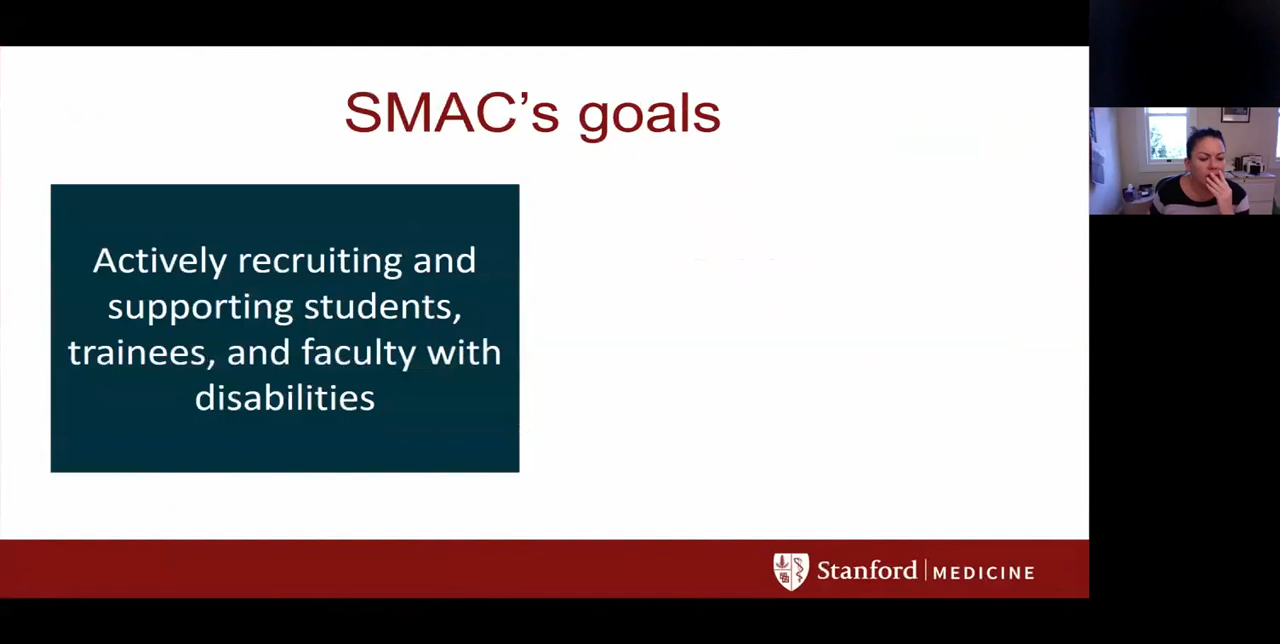 SMAC’s goals
Actively recruiting and
supporting students,
trainees, and faculty with
disabilities
Stanford | MEDICINE